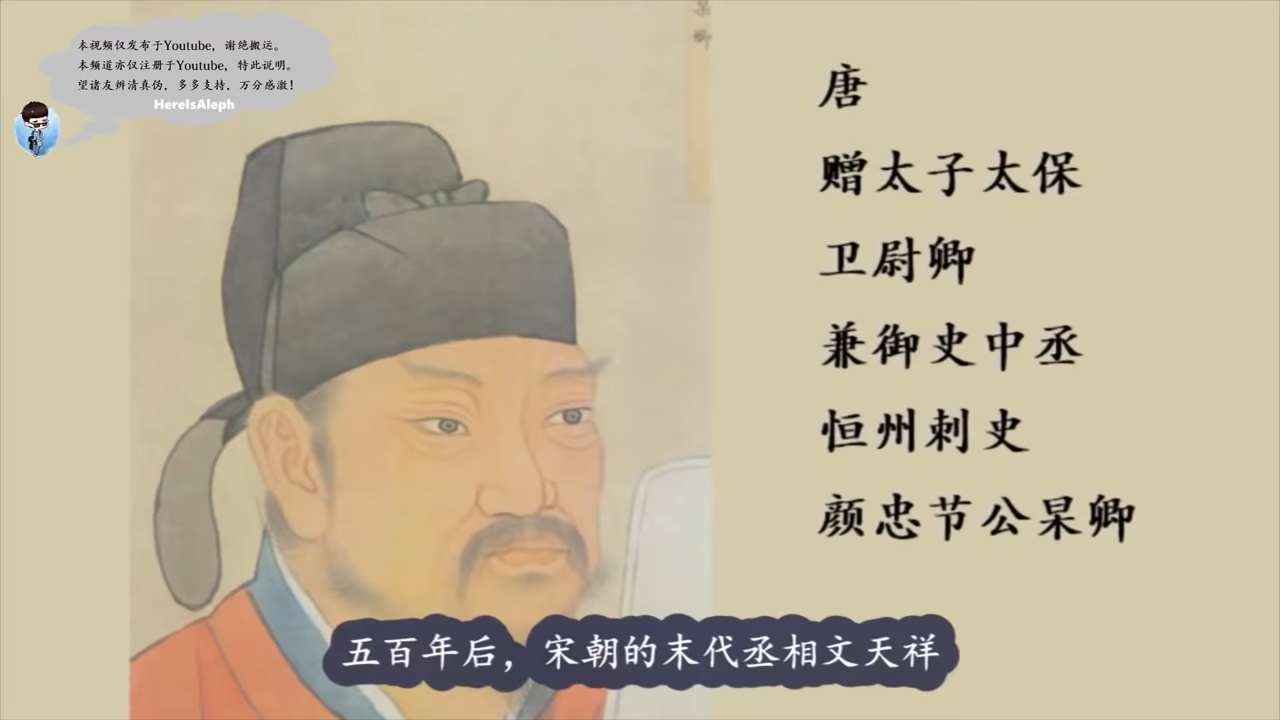 本视频仅发布于Youtube，谢绝搬运。
本频道亦仅注册于Youtube，特此说明。
望诸友辨清真伪，多多支持，万分感激！
HereIsAleph
杲卿
唐
赠太子太保
卫尉卿
兼御史中丞
恒州刺史
颜忠节公杲卿
五百年后，宋朝的末代丞相文天祥